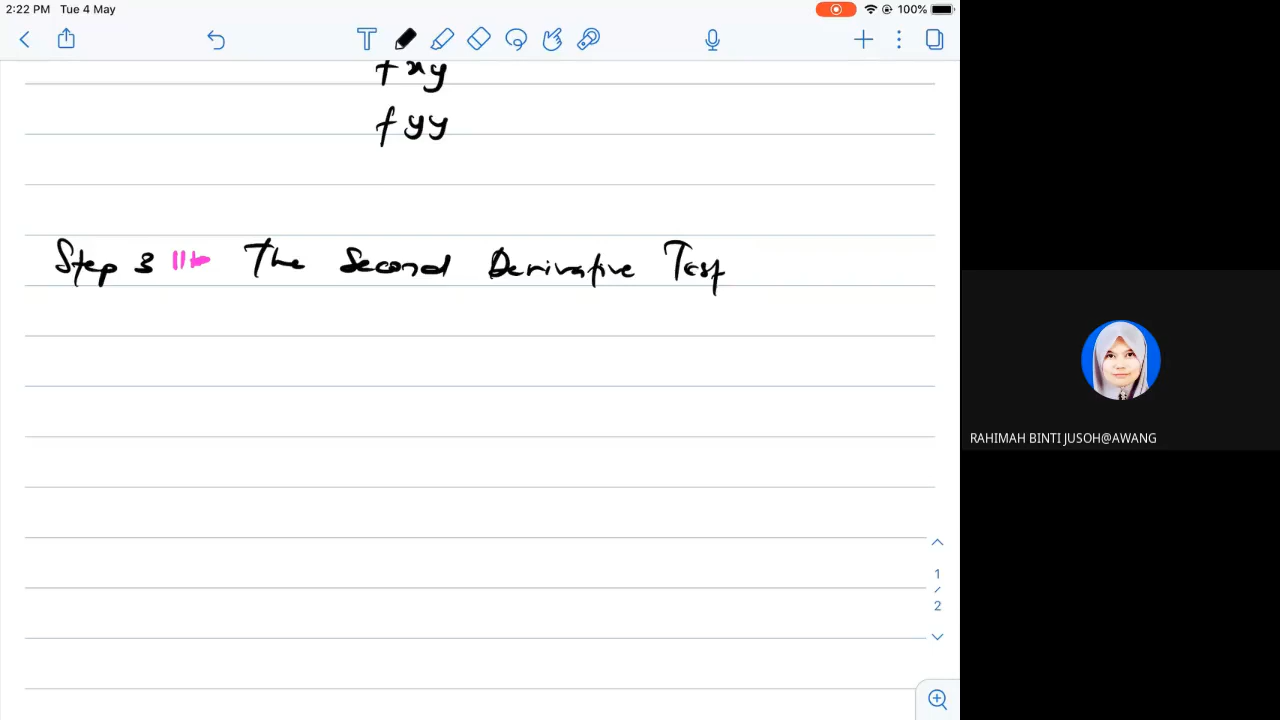 2:22 PM Tue 4 May
100%
fxy
fyy
Step 3 The Second Derivative Test
RAHIMAH BINTI JUSOH@AWANG
1
/
2